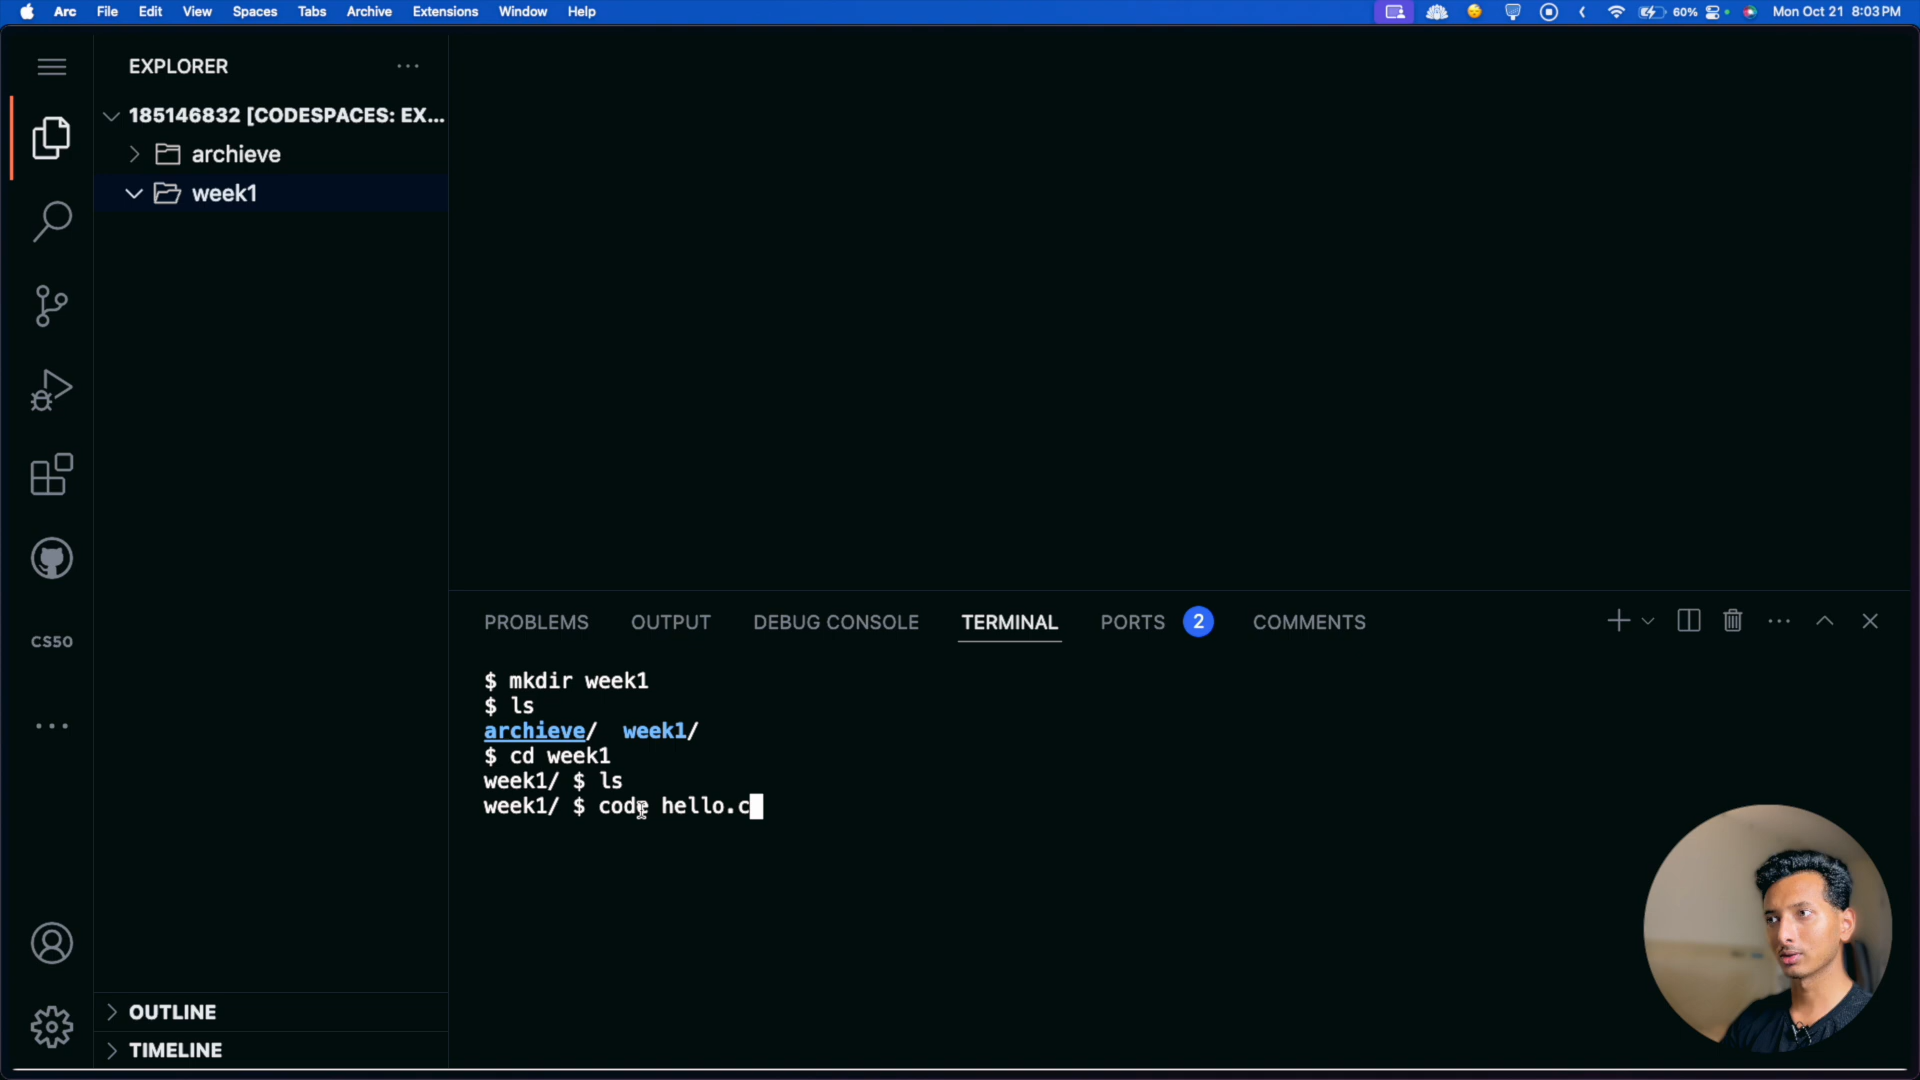 Arc File Edit View Spaces Tabs Archive Extensions Window Help 60% Mon Oct 21 8:03 PM
EXPLORER
185146832 [CODESPACES: EX...
archieve
week1
CS50
OUTLINE
TIMELINE
PROBLEMS OUTPUT DEBUG CONSOLE TERMINAL PORTS 2 COMMENTS
$ mkdir week1
$ ls
archieve/ week1/
$ cd week1
week1/ $ ls
week1/ $ code hello.c